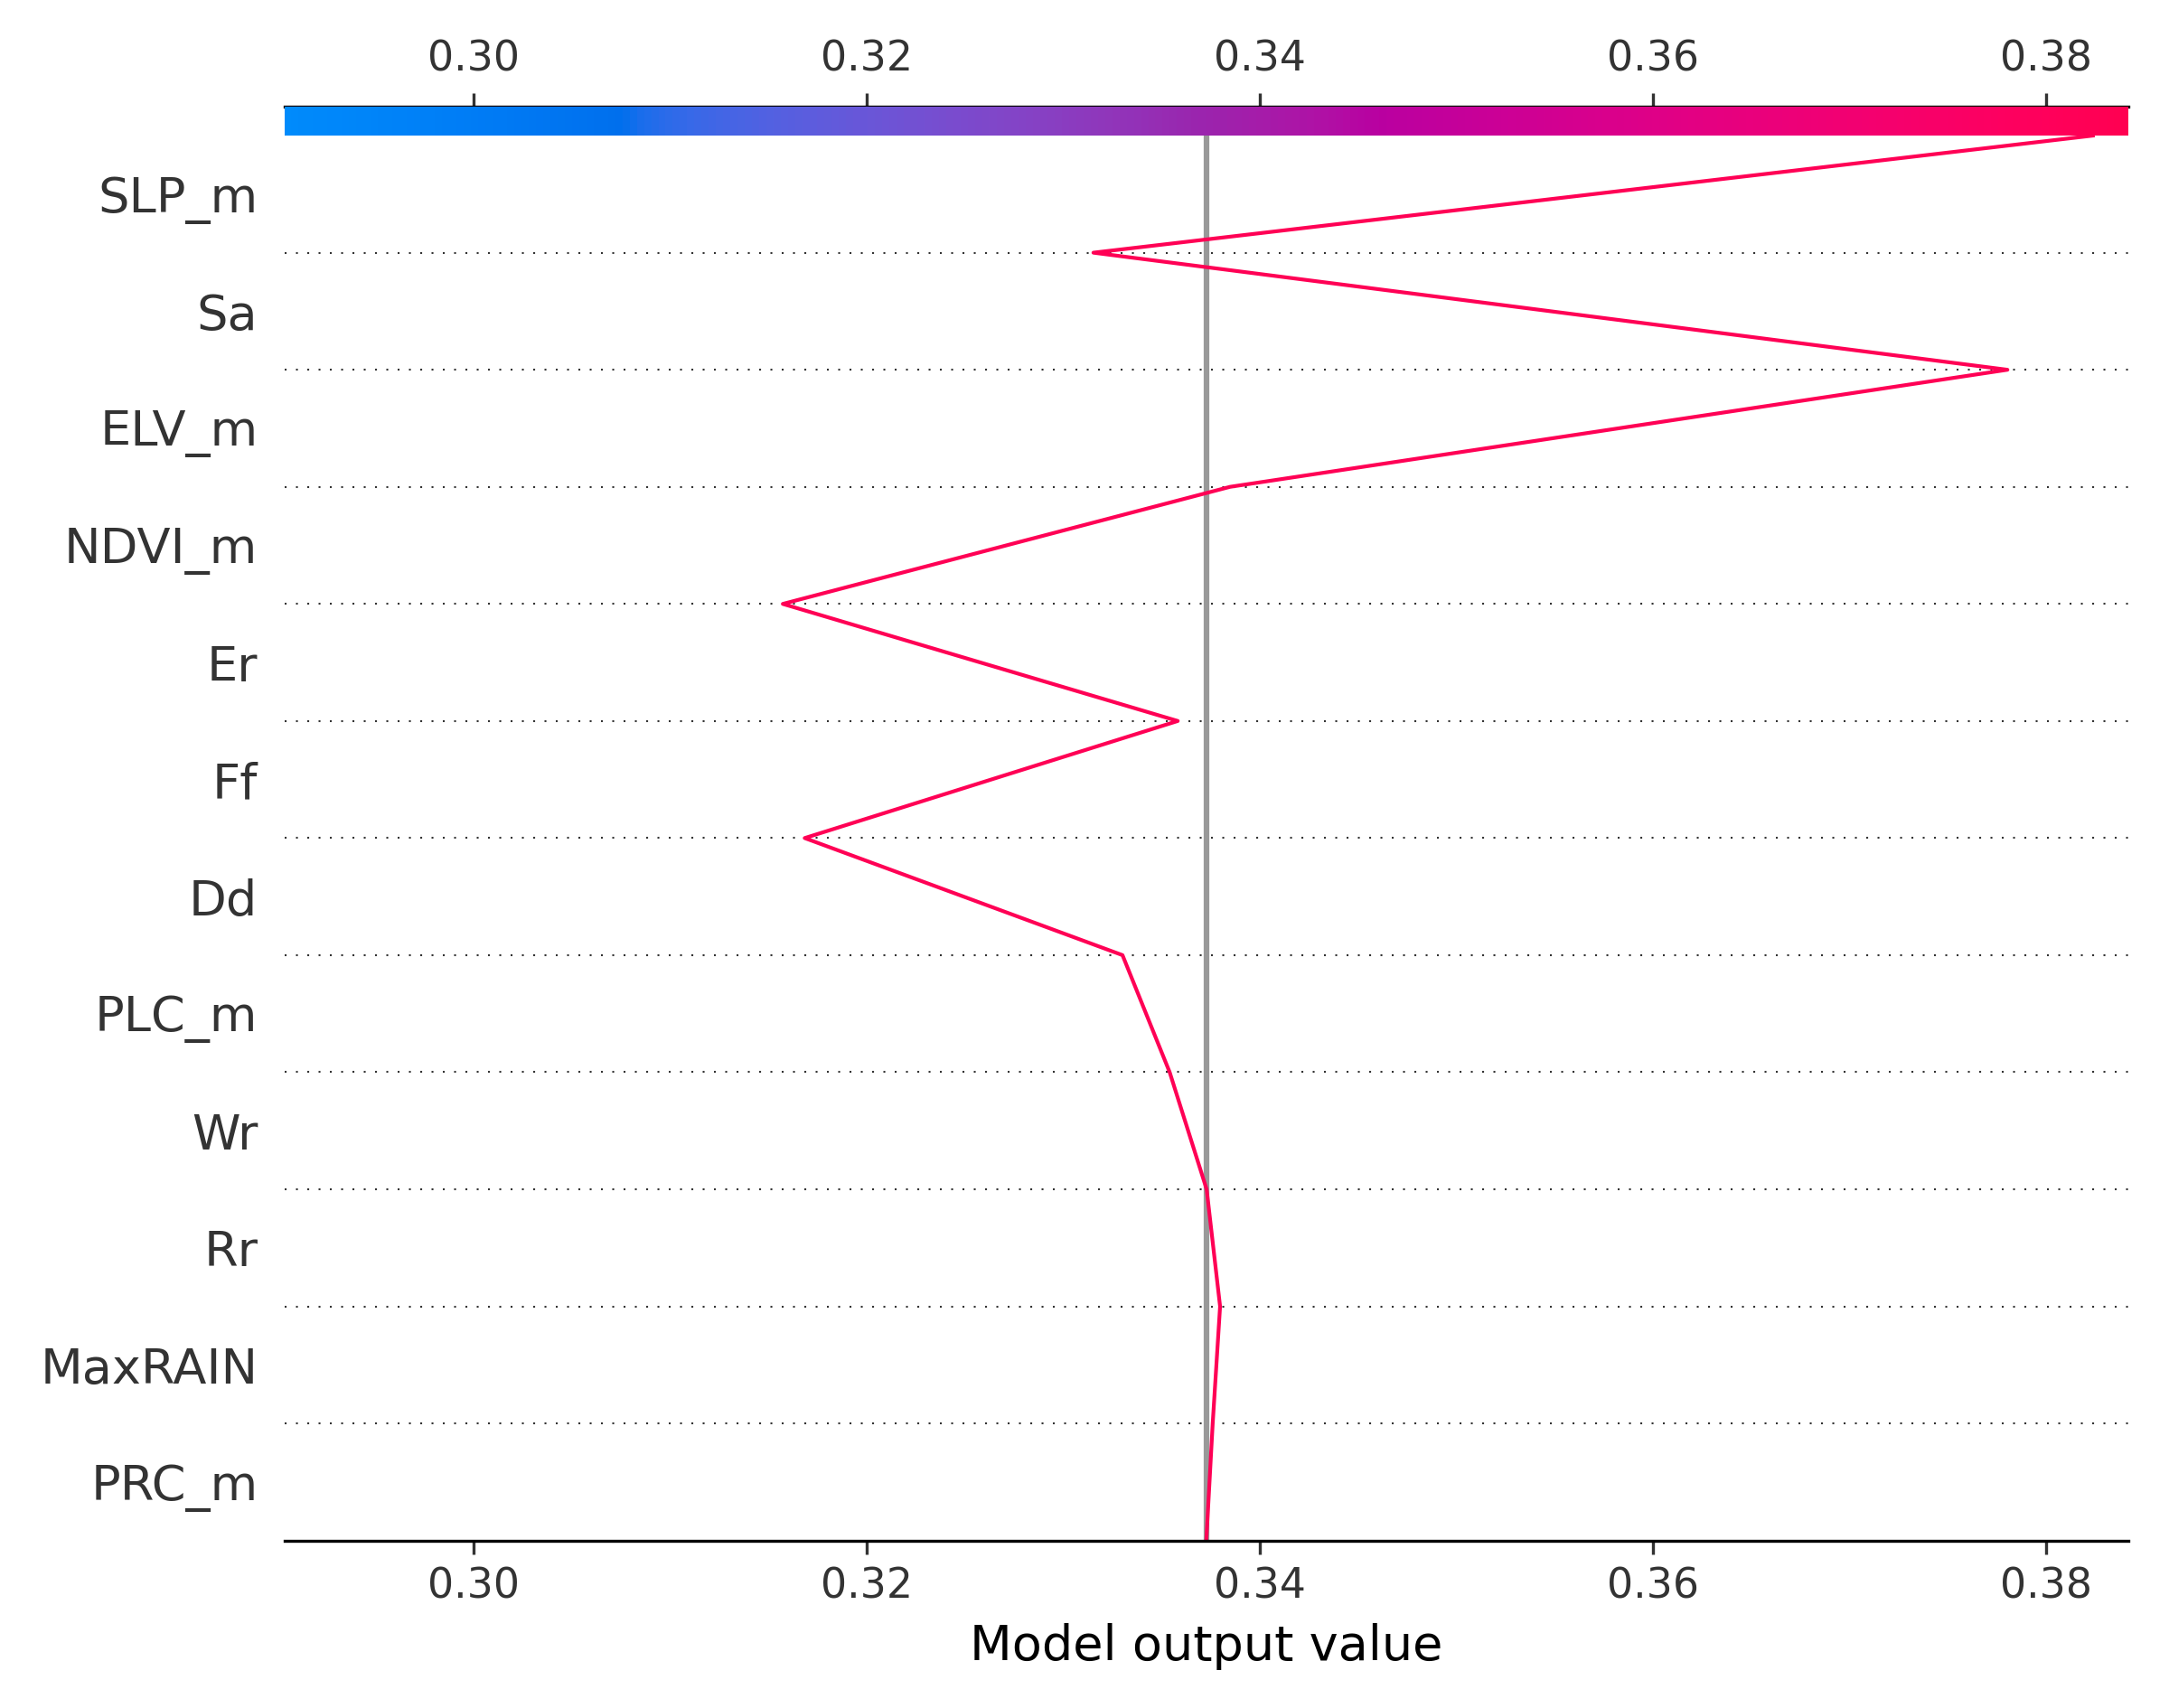 0.30 0.32 0.34 0.36 0.38
SLP_m
Sa
ELV_m
NDVI_m
Er
Ff
Dd
PLC_m
Wr
Rr
MaxRAIN
PRC_m
0.30 0.32 0.34 0.36 0.38
Model output value